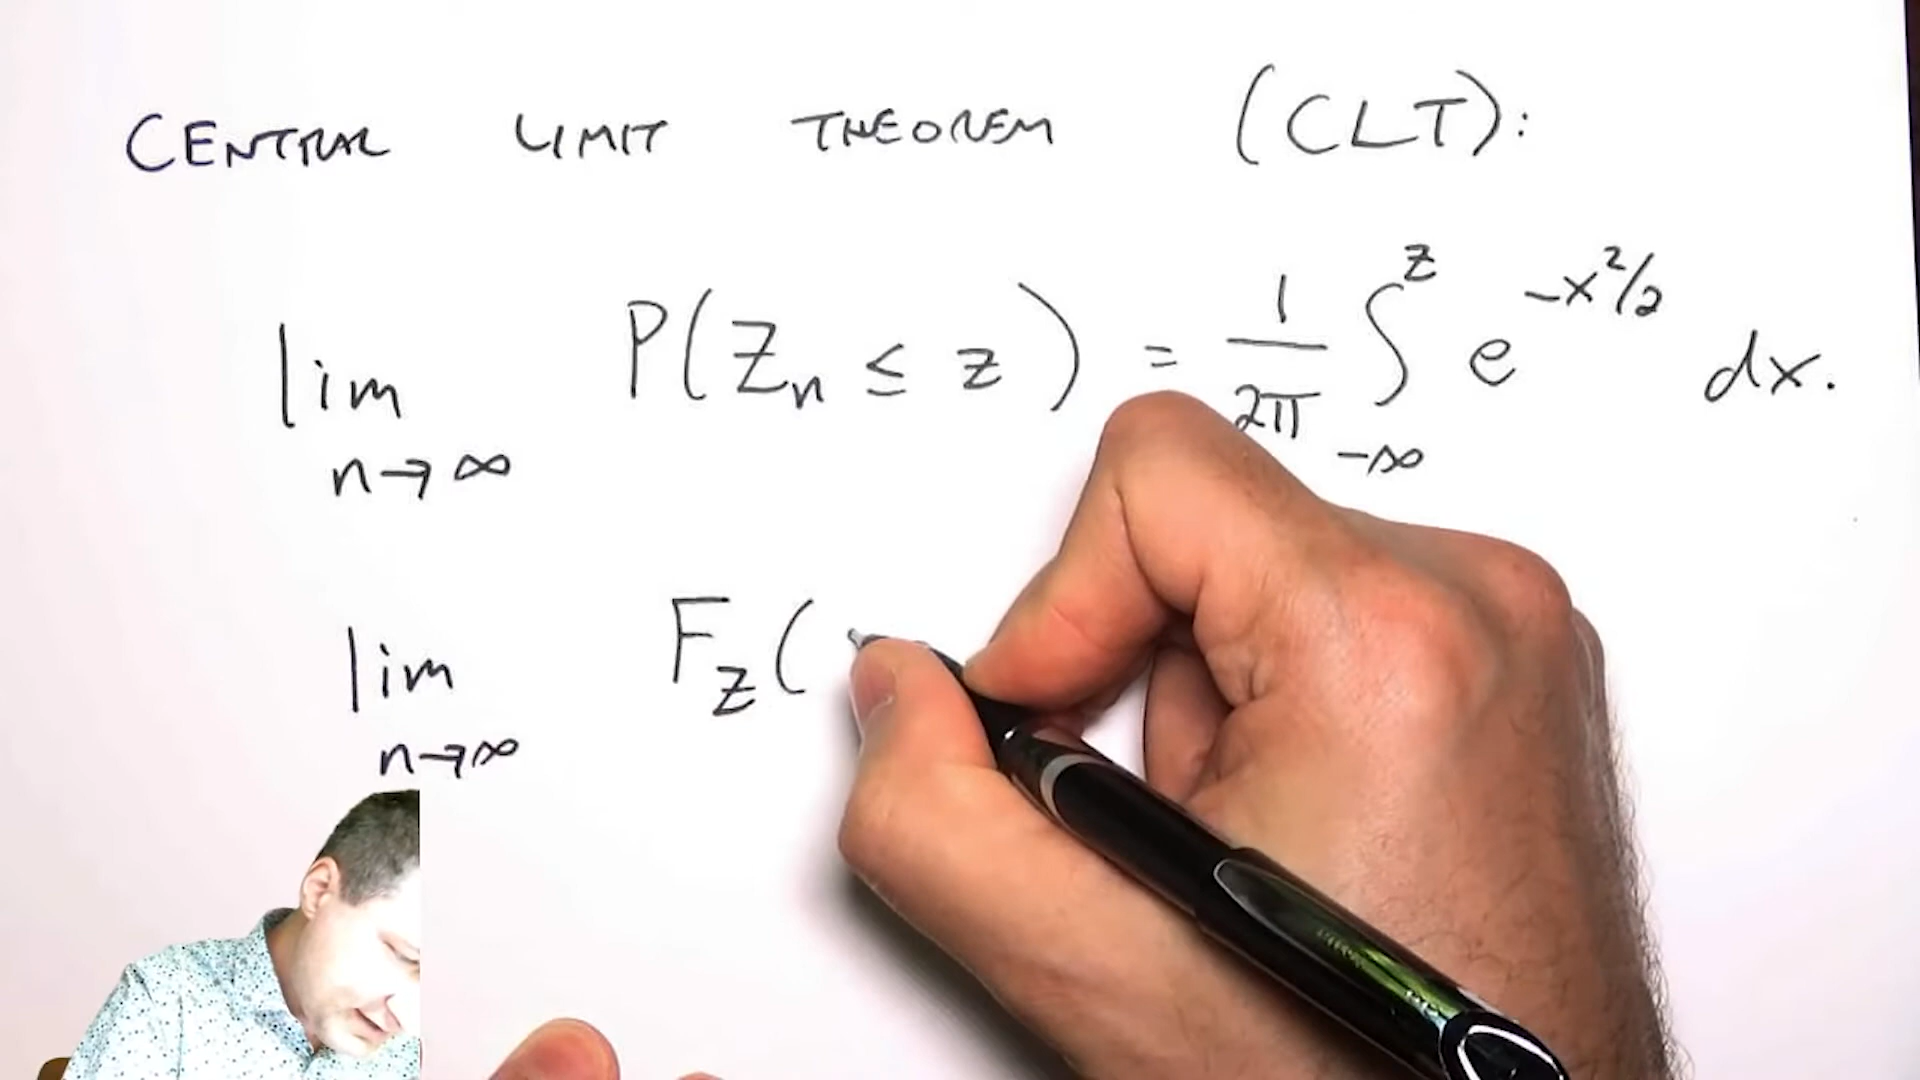 CENTRAL LIMIT THEOREM (CLT):
lim n→∞ P(Zn ≤ z) = 1/2π ∫_{-∞}^{z} e^{-x²/2} dx.
lim n→∞ F_Z(